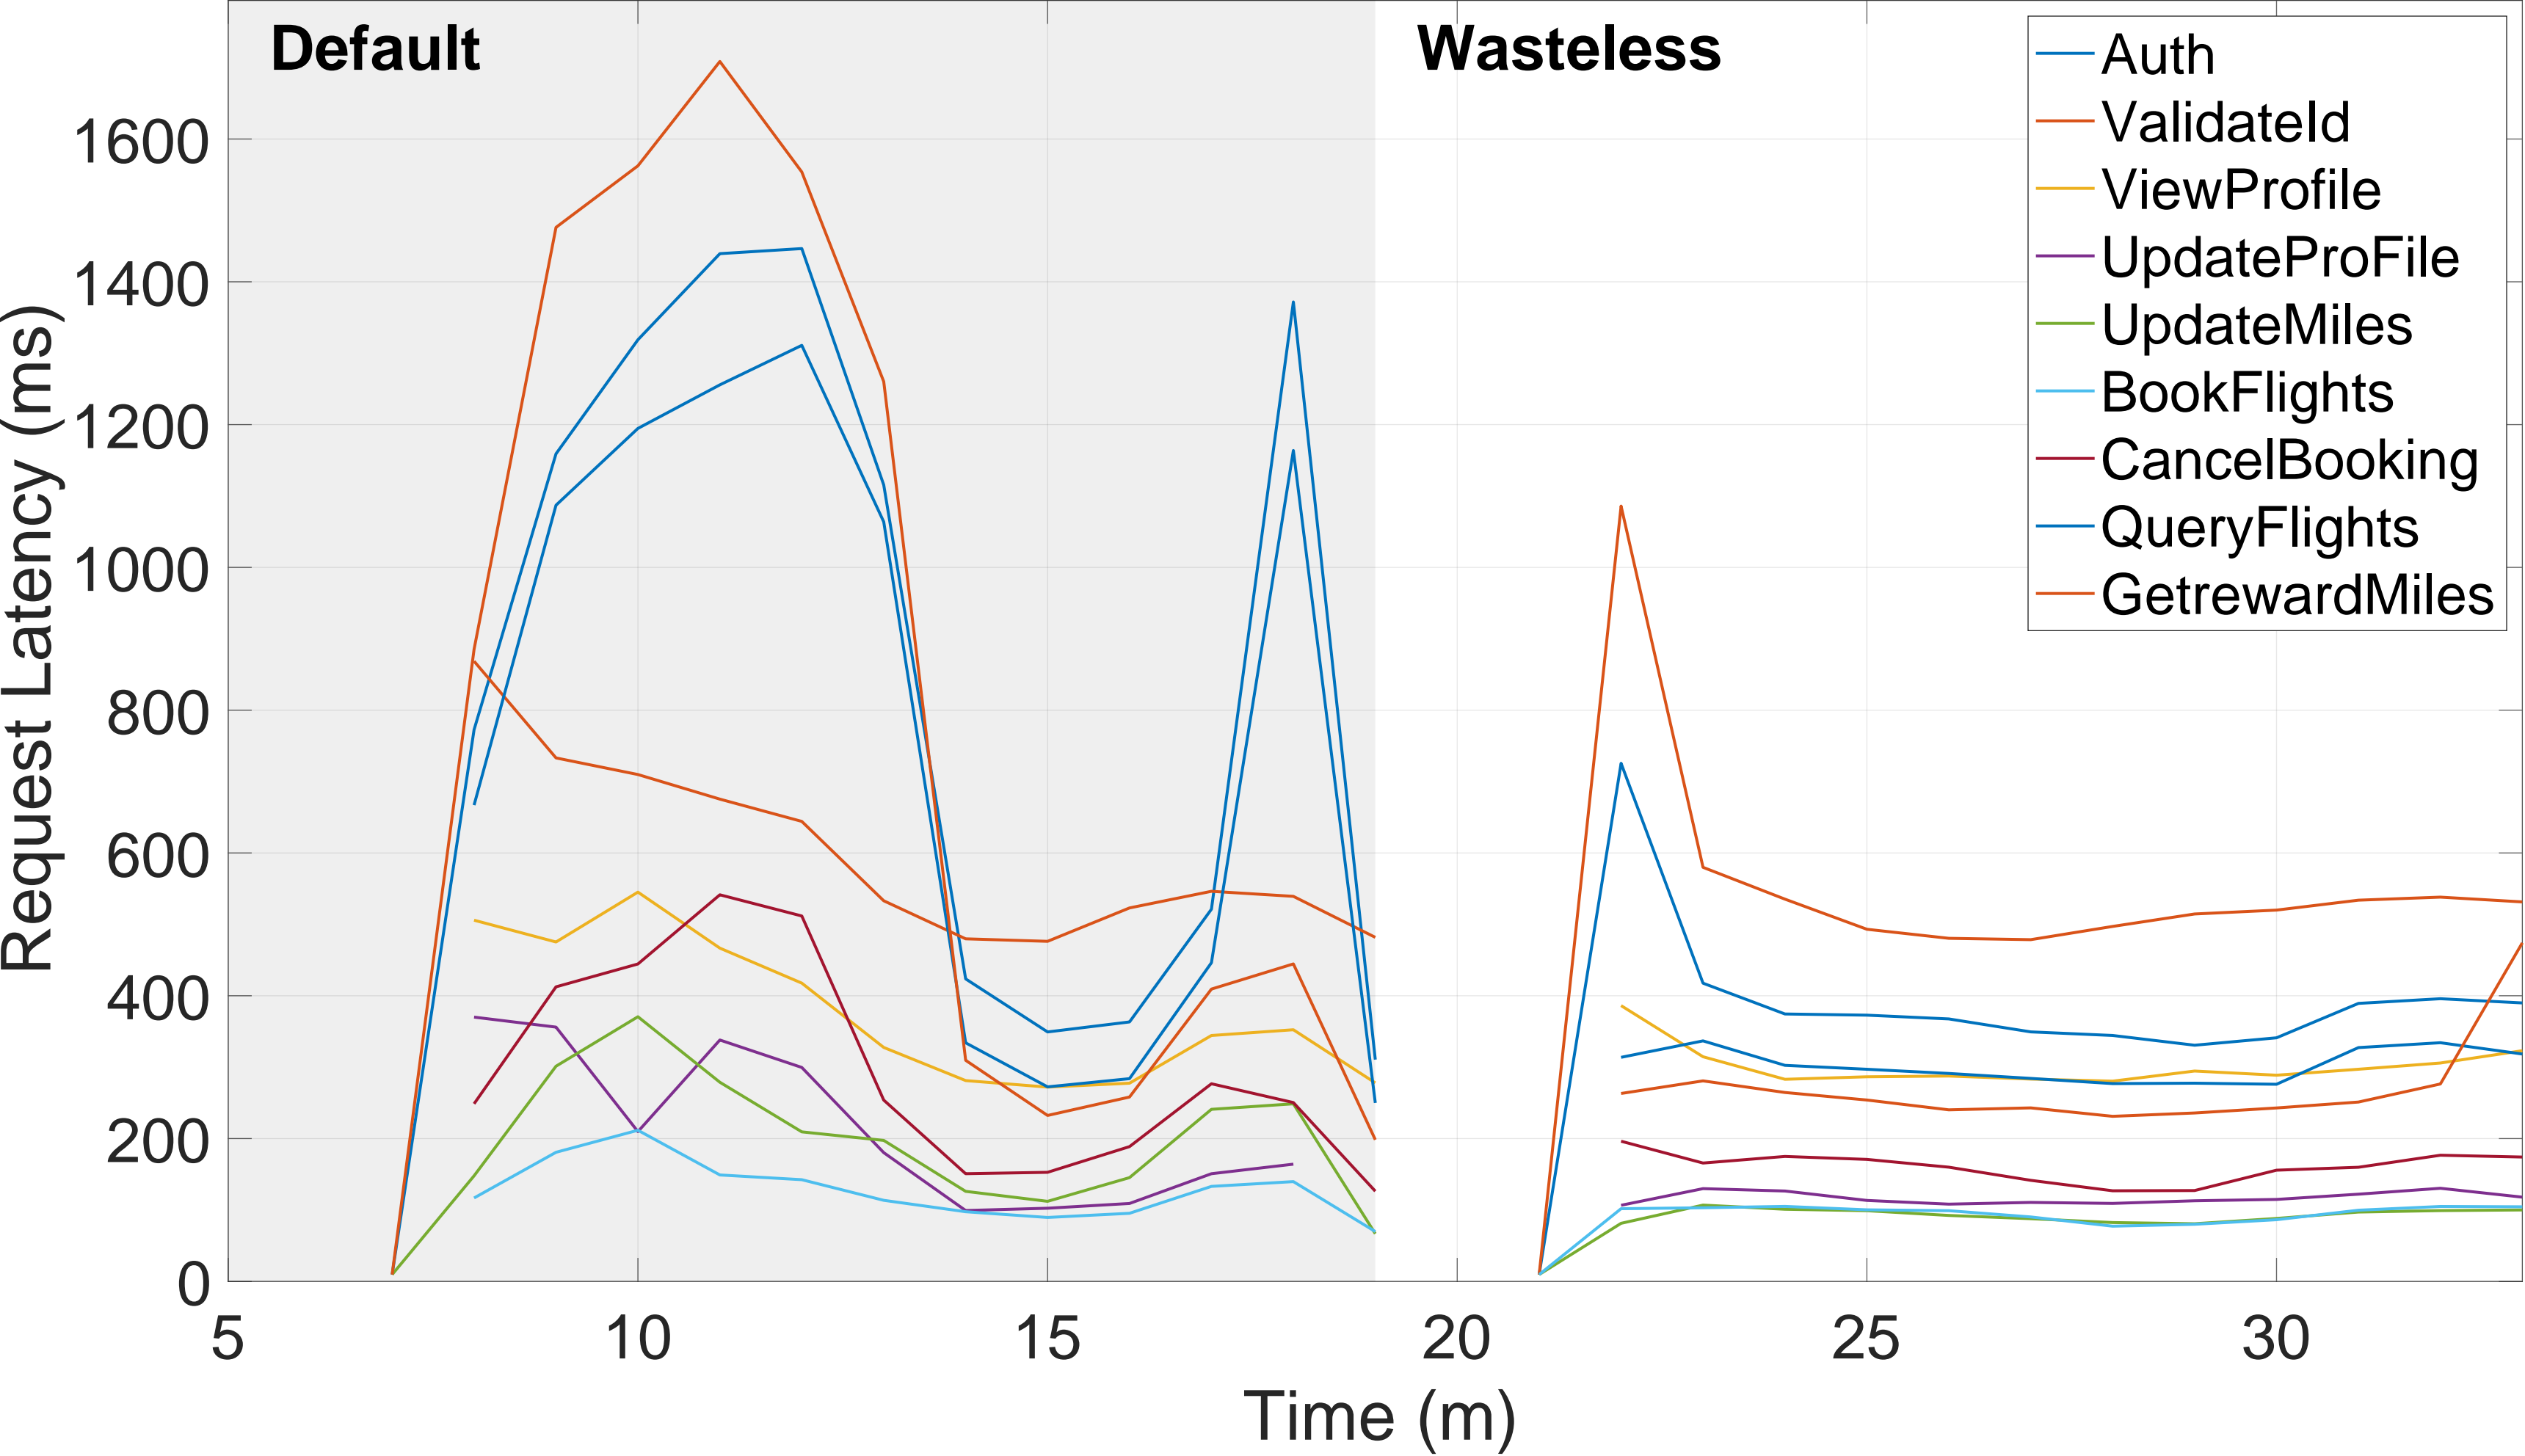 Default
Wasteless
Auth
ValidateId
ViewProfile
UpdateProFile
UpdateMiles
BookFlights
CancelBooking
QueryFlights
GetrewardMiles
Request Latency (ms)
1600
1400
1200
1000
800
600
400
200
0
5 10 15 20 25 30
Time (m)